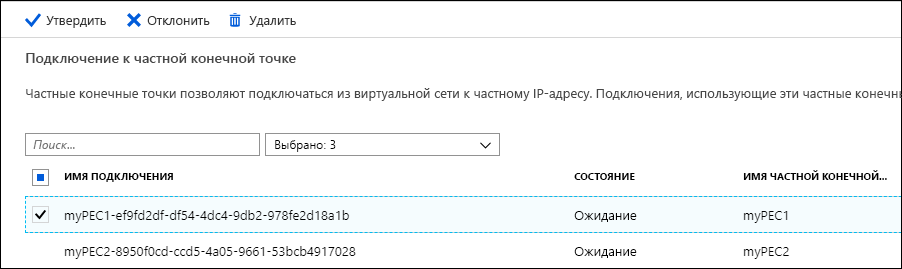 Утвердить Отклонить Удалить
Подключение к частной конечной точке
Частные конечные точки позволяют подключаться из виртуальной сети к частному IP-адресу. Подключения, использующие эти частные конечн
Поиск... Выбрано: 3
ИМЯ ПОДКЛЮЧЕНИЯ СОСТОЯНИЕ ИМЯ ЧАСТНОЙ КОНЕЧНОЙ...
myPEC1-ef9fd2df-df54-4dc4-9db2-978fe2d18a1b Ожидание myPEC1
myPEC2-8950f0cd-ccd5-4a05-9661-53bcb4917028 Ожидание myPEC2